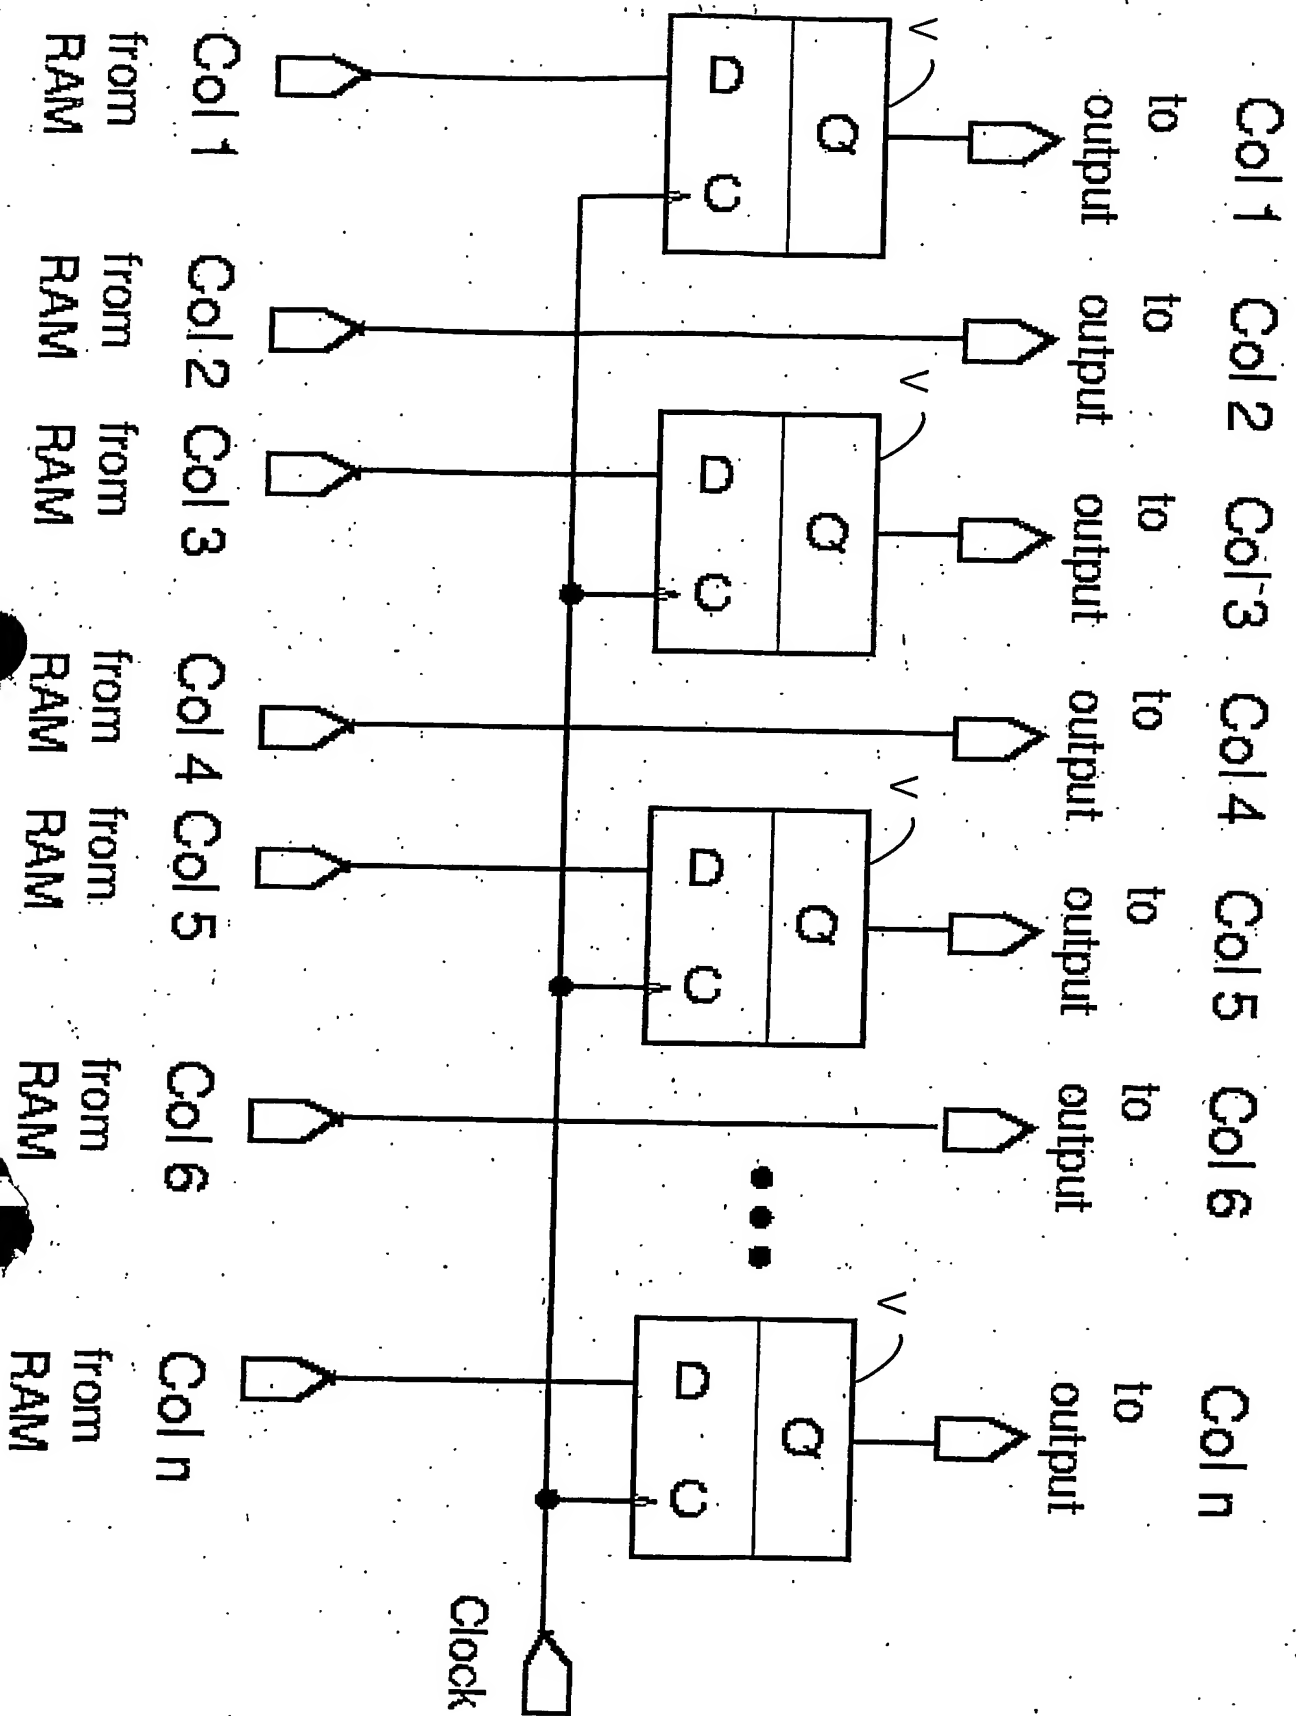 Col 1 Col 2 Col 3 Col 4 Col 5 Col 6 Col n
to to to to to to to
output output output output output output output
V V V V
Q Q Q Q
D C D C D C D C
Clock
Col 1 Col 2 Col 3 Col 4 Col 5 Col 6 Col n
from from from from from from from
RAM RAM RAM RAM RAM RAM RAM